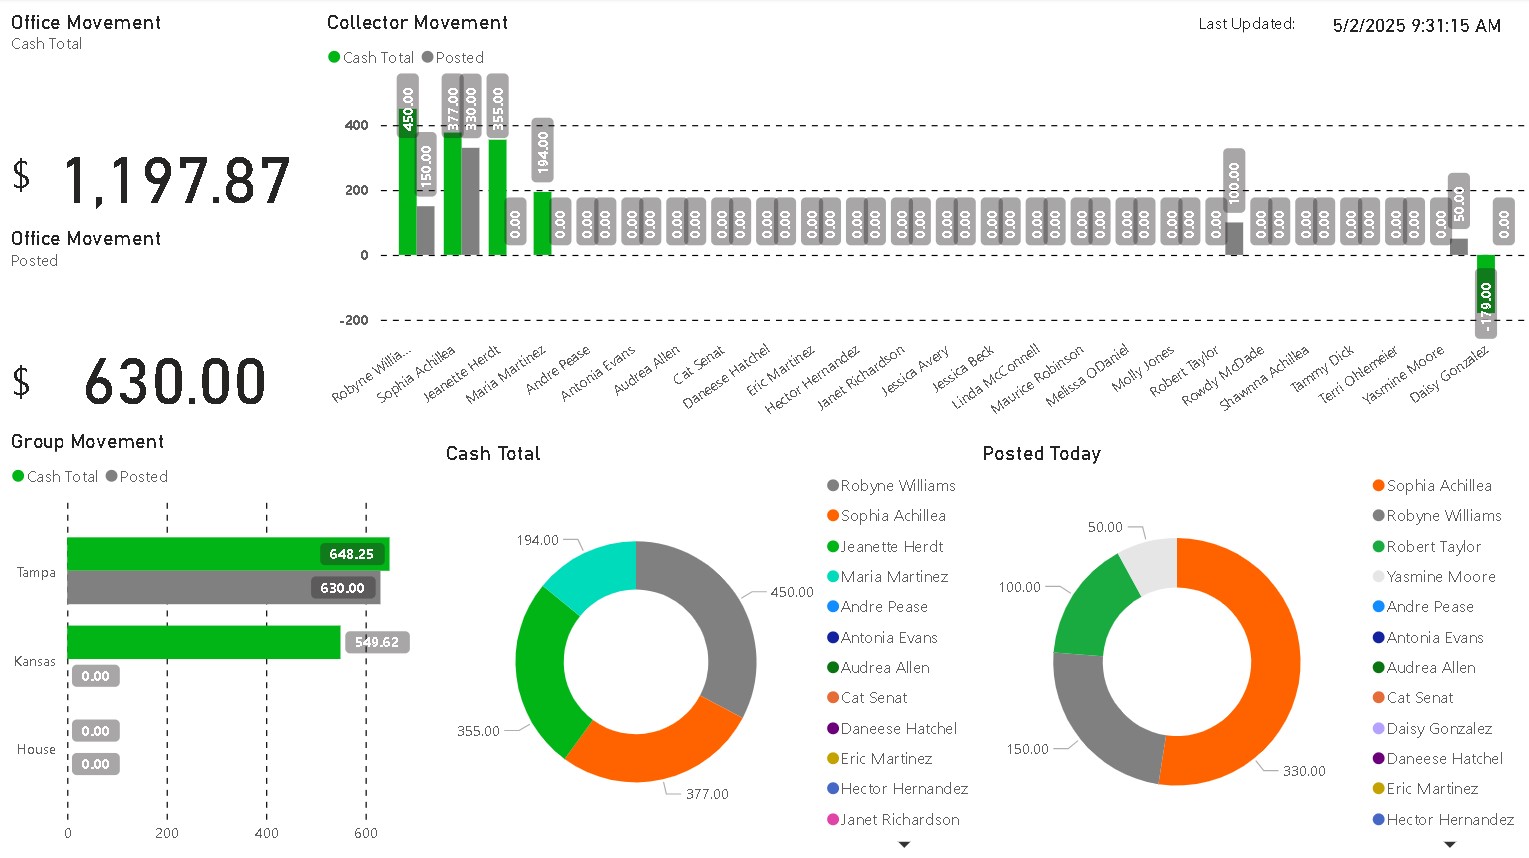 Office Movement
Cash Total
$ 1,197.87
Office Movement
Posted
$ 630.00
Collector Movement
Cash Total Posted
Last Updated: 5/2/2025 9:31:15 AM
400
200
0
-200
450.00 150.00 377.00 330.00 355.00 0.00 194.00 0.00 0.00 0.00 0.00 0.00 0.00 0.00 0.00 0.00 0.00 0.00 0.00 0.00 0.00 0.00 0.00 0.00 0.00 0.00 0.00 0.00 0.00 0.00 0.00 0.00 0.00 0.00 0.00 0.00 0.00 100.00 0.00 0.00 0.00 0.00 0.00 0.00 0.00 0.00 0.00 50.00 -179.00 0.00
Robyne Willia...
Sophia Achillea
Jeanette Herdt
Maria Martinez
Andre Pease
Antonia Evans
Audrea Allen
Cat Senat
Daneese Hatchel
Eric Martinez
Hector Hernandez
Janet Richardson
Jessica Avery
Jessica Beck
Linda McConnell
Maurice Robinson
Melissa ODaniel
Molly Jones
Robert Taylor
Rowdy McDade
Shawnna Achillea
Tammy Dick
Terri Ohlemeier
Yasmine Moore
Daisy Gonzalez
Group Movement
Cash Total Posted
Tampa
648.25
630.00
Kansas
549.62
0.00
House
0.00
0.00
0 200 400 600
Cash Total
194.00
450.00
355.00
377.00
Robyne Williams
Sophia Achillea
Jeanette Herdt
Maria Martinez
Andre Pease
Antonia Evans
Audrea Allen
Cat Senat
Daneese Hatchel
Eric Martinez
Hector Hernandez
Janet Richardson
Posted Today
50.00
100.00
150.00
330.00
Sophia Achillea
Robyne Williams
Robert Taylor
Yasmine Moore
Andre Pease
Antonia Evans
Audrea Allen
Cat Senat
Daisy Gonzalez
Daneese Hatchel
Eric Martinez
Hector Hernandez